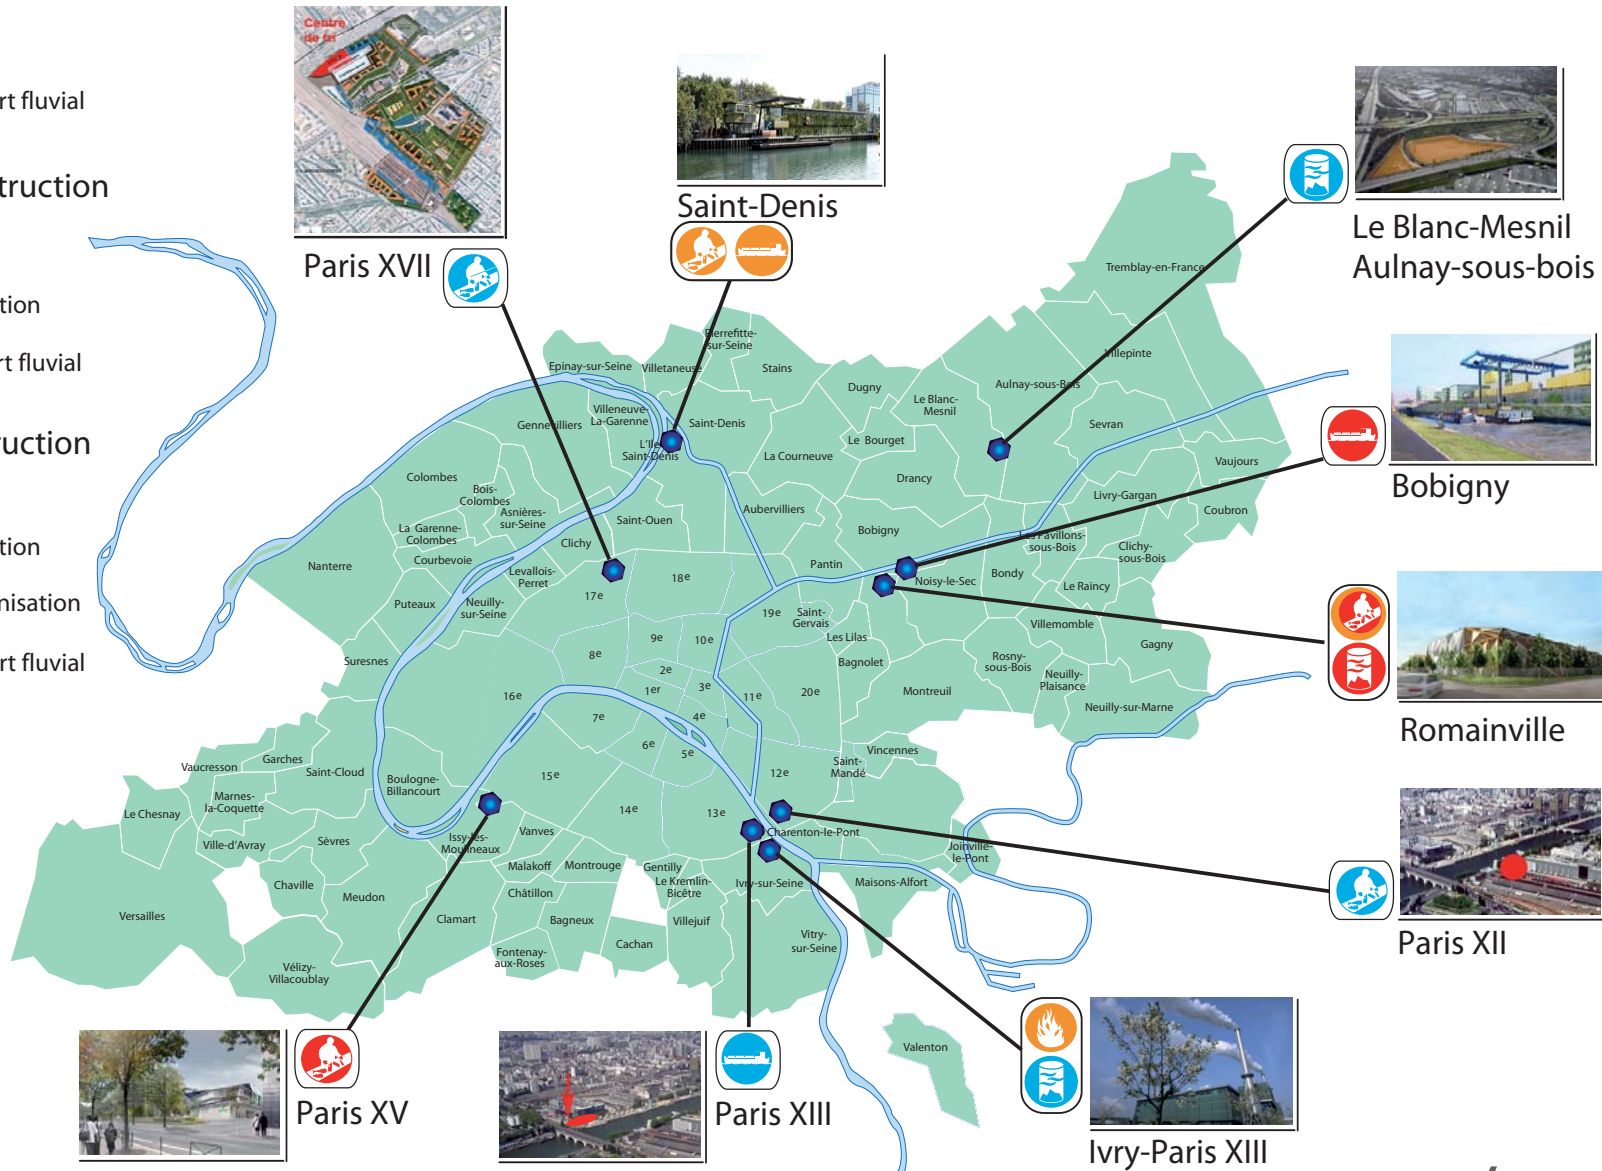 rt fluvial
truction
tion
rt fluvial
ruction
tion
nisation
rt fluvial
Centre
de tri
Paris XVII
Saint-Denis
Le Blanc-Mesnil
Aulnay-sous-bois
Bobigny
Romainville
Paris XII
Ivry-Paris XIII
Paris XIII
Paris XV
Tremblay-en-France
Villepinte
Pierrefitte-
sur-Seine
Epinay-sur-Seine
Villetaneuse
Stains
Dugny
Aulnay-sous-Bois
Le Blanc-
Mesnil
Sevran
Villeneuve-
La-Garenne
Gennevilliers
Saint-Denis
L'Ile
Saint-Denis
Le Bourget
La Courneuve
Vaujours
Drancy
Colombes
Bois-
Colombes
Livry-Gargan
Coubron
Asnières-
sur-Seine
Saint-Ouen
Aubervilliers
La Garenne-
Colombes
Bobigny
Les Pavillons-
sous-Bois
Clichy
Clichy-
sous-Bois
Courbevoie
Nanterre
Levallois-
Perret
18e
Pantin
Noisy-le-Sec
Bondy
Le Raincy
17e
Puteaux
Neuilly-
sur-Seine
19e
Saint-
Gervais
Villemomble
9e
10e
Les Lilas
Gagny
8e
Suresnes
2e
Bagnolet
Rosny-
sous-Bois
Neuilly-
Plaisance
16e
1er
3e
11e
20e
Montreuil
Neuilly-sur-Marne
7e
4e
6e
5e
Vincennes
Garches
Vaucresson
Saint-Cloud
Saint-
Mandé
12e
15e
Boulogne-
Billancourt
Marnes-
la-Coquette
Le Chesnay
14e
13e
Charenton-le-Pont
Vanves
Issy-les-
Moulineaux
Sèvres
Ville-d'Avray
Joinville-
le-Pont
Malakoff
Montrouge
Gentilly
Le Kremlin-
Bicêtre
Ivry-sur-Seine
Maisons-Alfort
Chaville
Meudon
Châtillon
Versailles
Clamart
Bagneux
Villejuif
Cachan
Vitry-
sur-Seine
Fontenay-
aux-Roses
Vélizy-
Villacoublay
Valenton